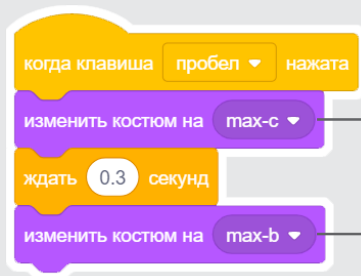 когда клавиша пробел нажата
изменить костюм на max-c
ждать 0.3 секунд
изменить костюм на max-b